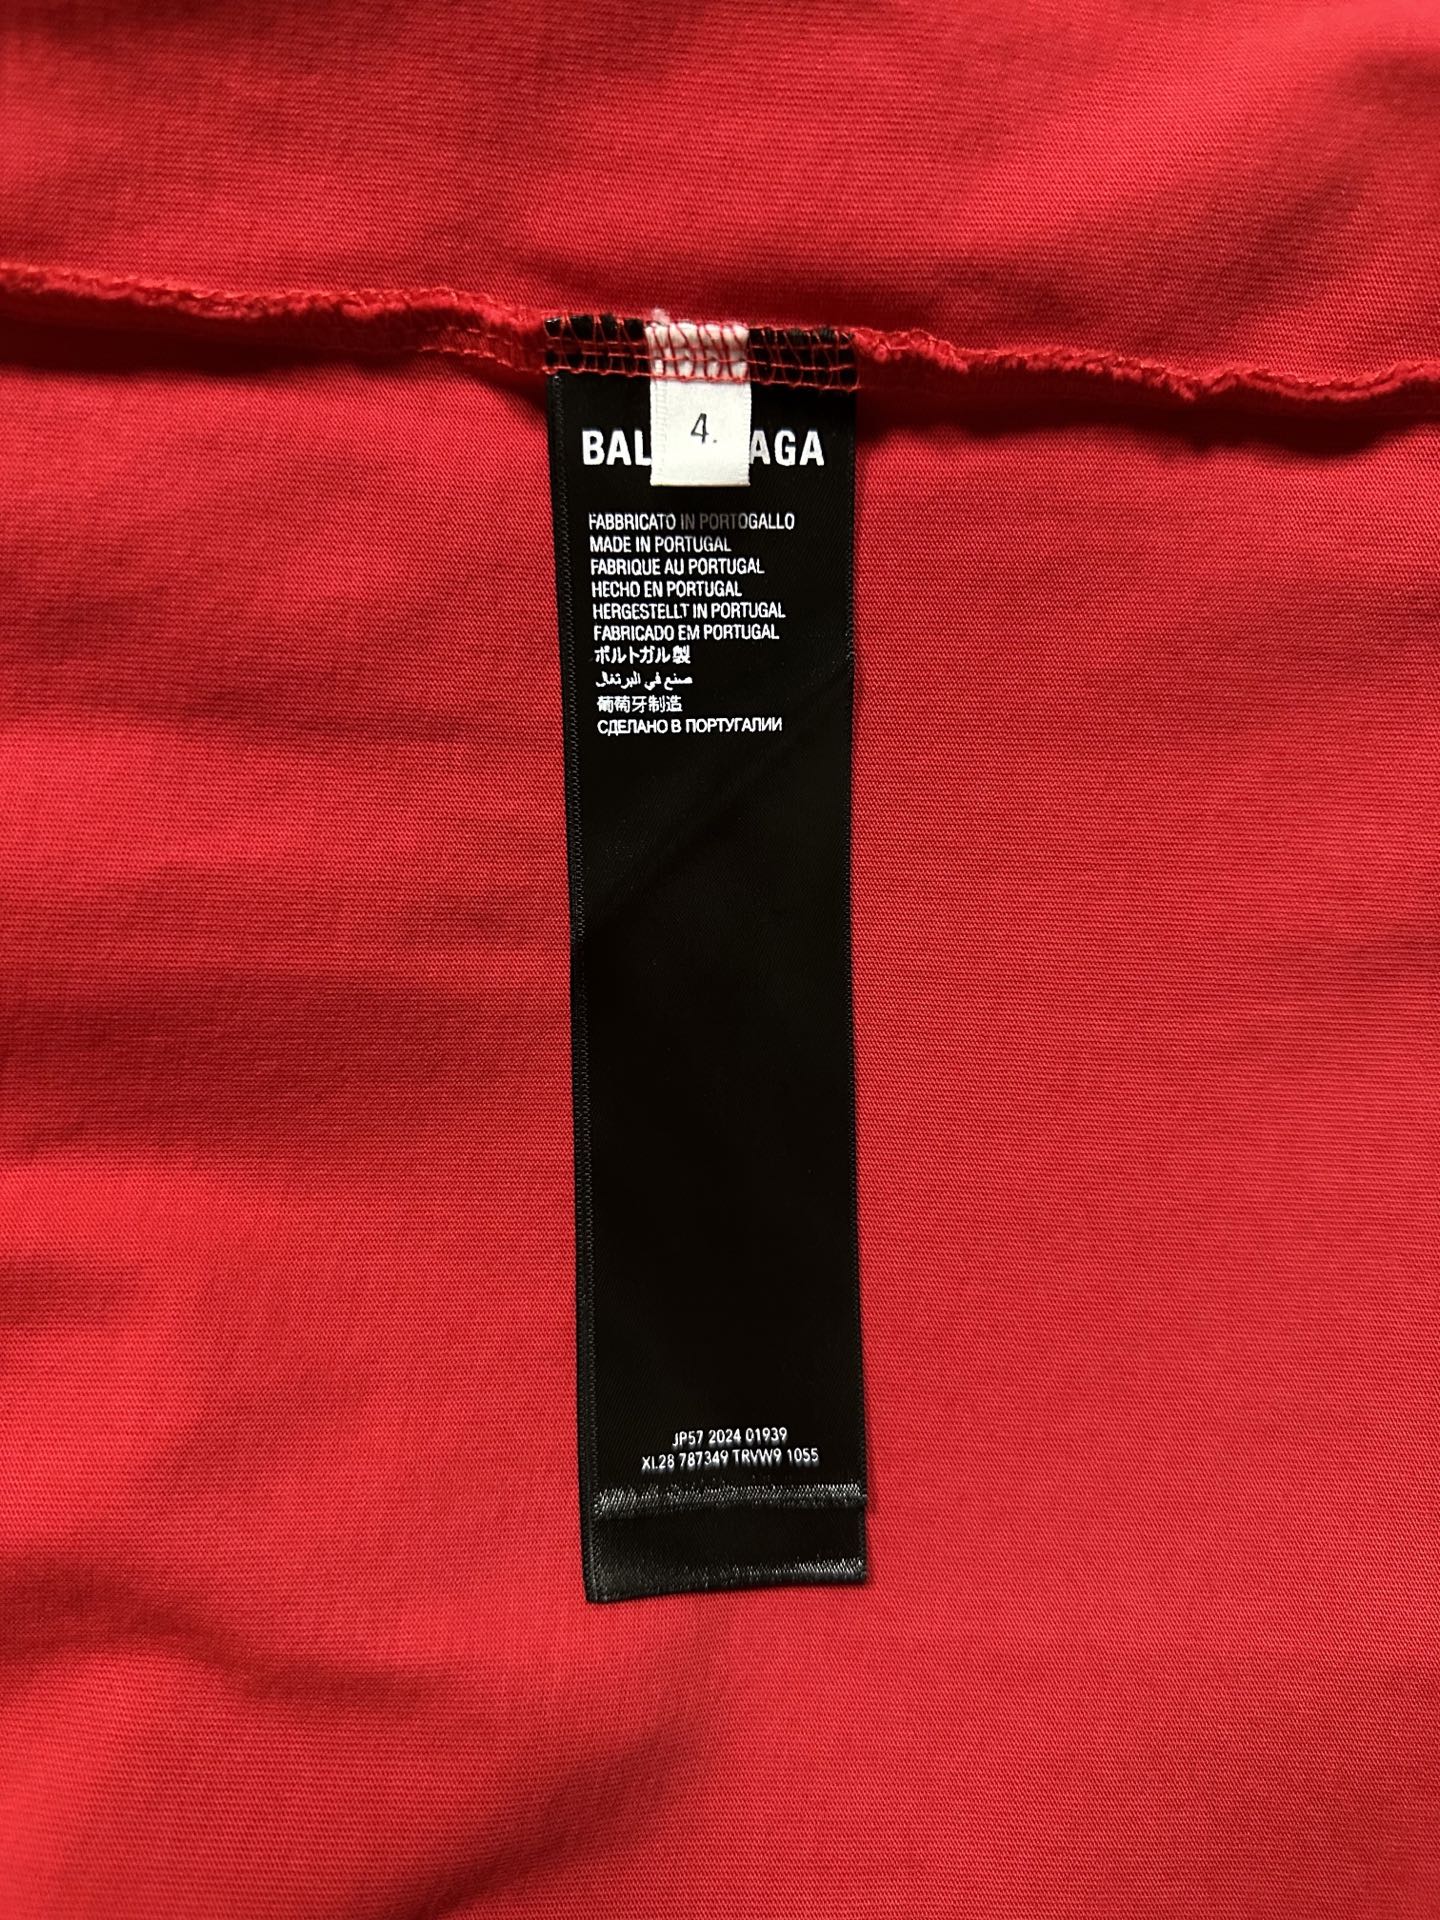 4.
BAL AGA
FABBRICATO IN PORTOGALLO
MADE IN PORTUGAL
FABRIQUE AU PORTUGAL
HECHO EN PORTUGAL
HERGESTELLT IN PORTUGAL
FABRICADO EM PORTUGAL
ポルトガル製
صنع في البرتغال
葡萄牙制造
СДЕЛАНО В ПОРТУГАЛИИ
JP57 2024 01939
XI.28 787349 TRVW9 1055